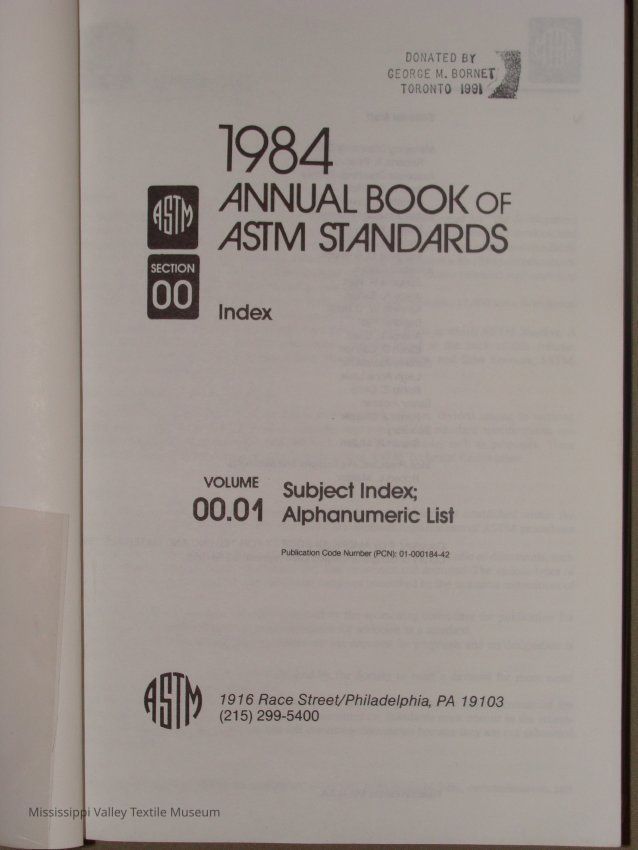 DONATED BY
GEORGE M. BORNET
TORONTO 1991
1984
ANNUAL BOOK OF
ASTM STANDARDS
ASTM
SECTION
00
Index
VOLUME
00.01
Subject Index;
Alphanumeric List
Publication Code Number (PCN): 01-000184-42
ASTM
1916 Race Street/Philadelphia, PA 19103
(215) 299-5400
Mississippi Valley Textile Museum